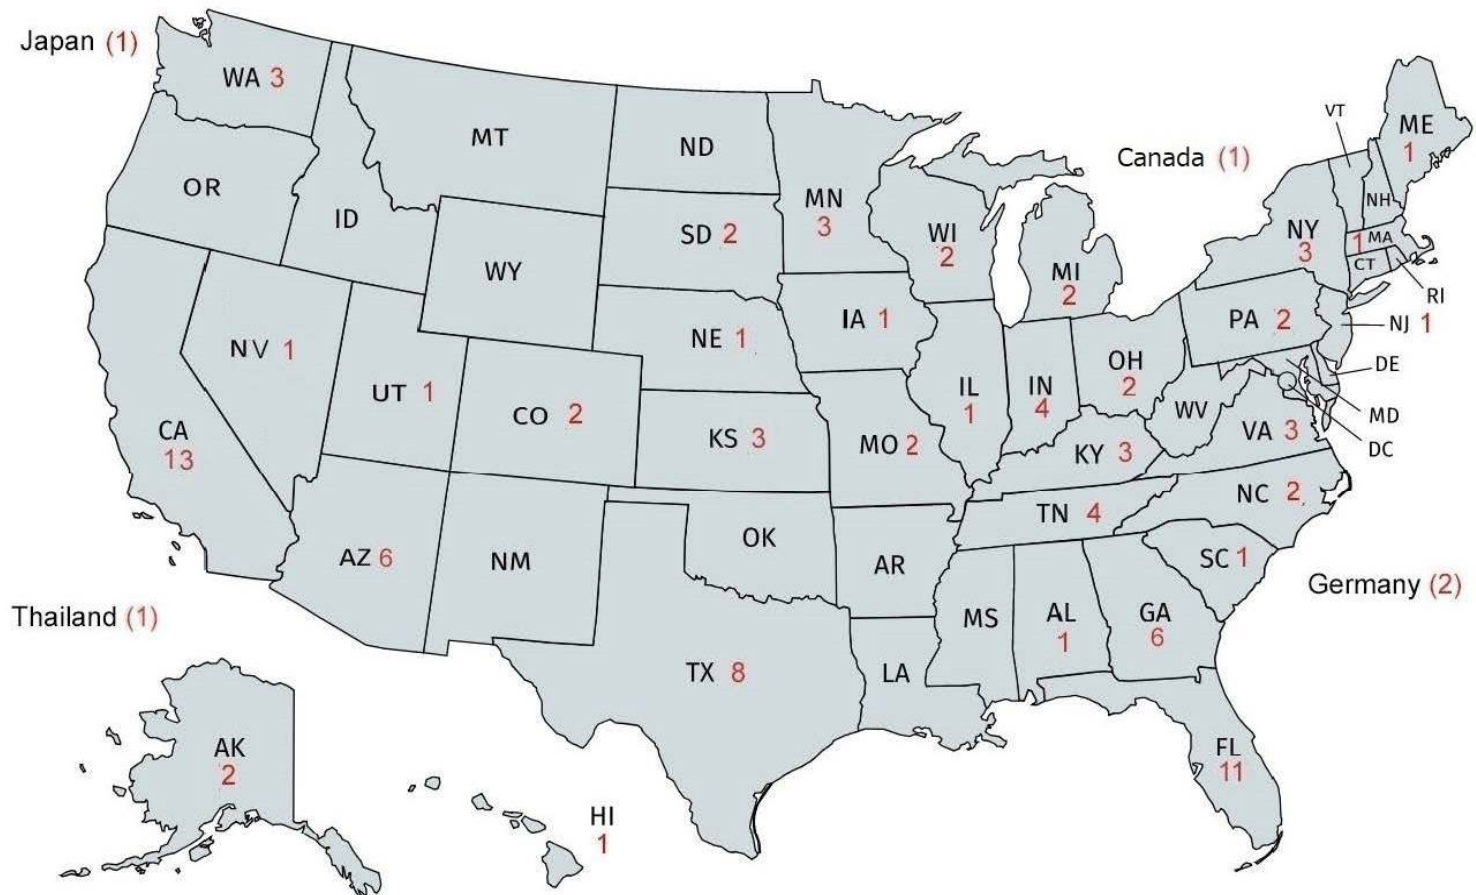 Japan (1)
WA 3
MT
ND
VT
ME
1
Canada (1)
OR
ID
MN
3
NH
SD 2
WI
2
NY
3
1 MA
WY
MI
2
CT
RI
IA 1
PA 2
NJ 1
NE 1
NV 1
OH
2
DE
UT 1
IL
1
IN
4
CO 2
WV
MD
CA
13
KS 3
MO 2
KY 3
VA 3
DC
NC 2
TN 4
OK
AZ 6
NM
AR
SC 1
Germany (2)
Thailand (1)
MS
AL
1
GA
6
TX 8
LA
AK
2
FL
11
HI
1